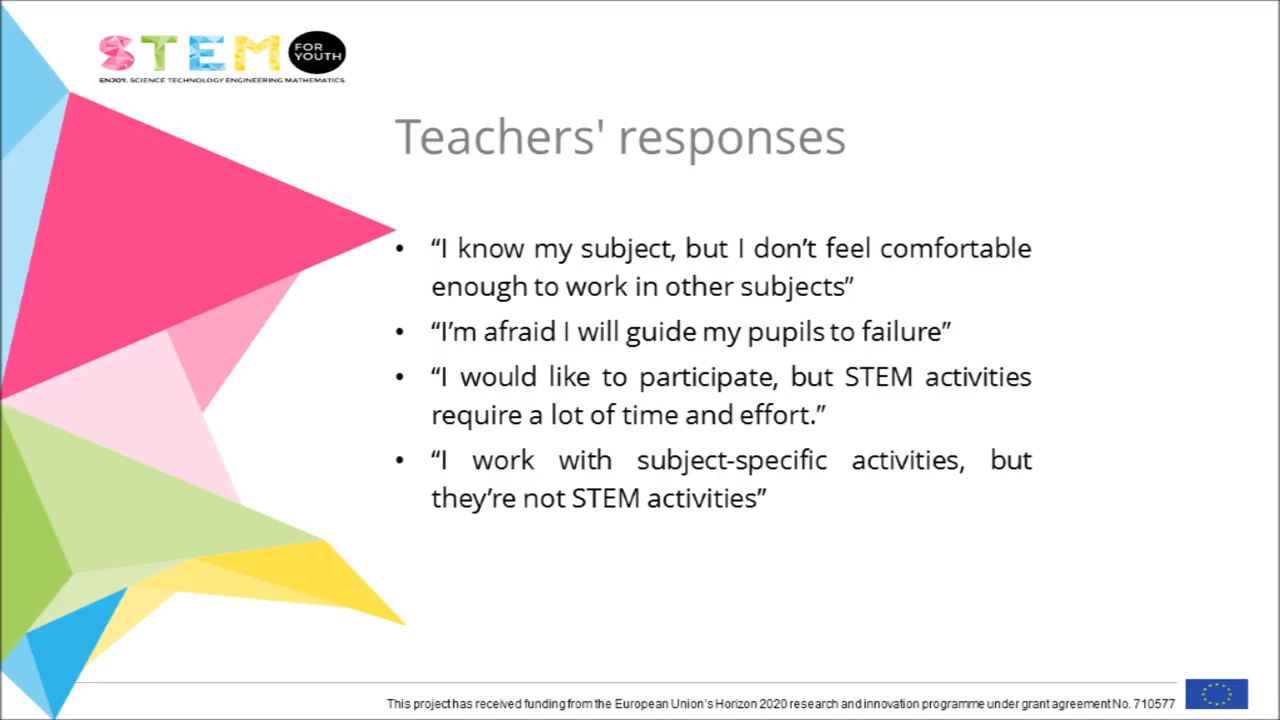 STEM FOR YOUTH
ENJOY. SCIENCE TECHNOLOGY ENGINEERING MATHEMATICS
Teachers' responses
• “I know my subject, but I don’t feel comfortable
enough to work in other subjects”
• “I’m afraid I will guide my pupils to failure”
• “I would like to participate, but STEM activities
require a lot of time and effort.”
• “I work with subject-specific activities, but
they’re not STEM activities”
This project has received funding from the European Union’s Horizon 2020 research and innovation programme under grant agreement No. 710577